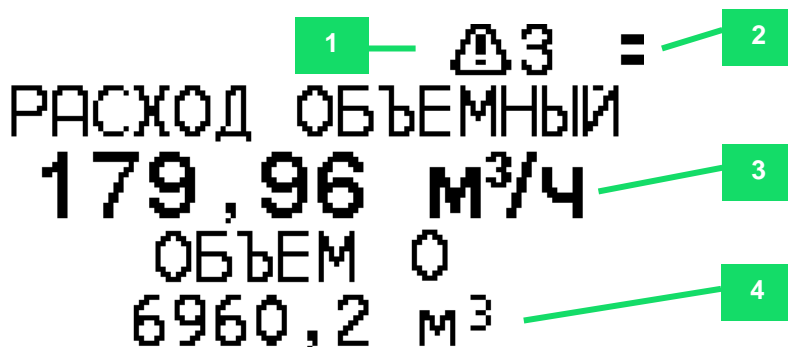 1 ⚠3 = 2
РАСХОД ОБЪЕМНЫЙ
179,96 м³/ч 3
ОБЪЕМ 0
6960,2 м³ 4